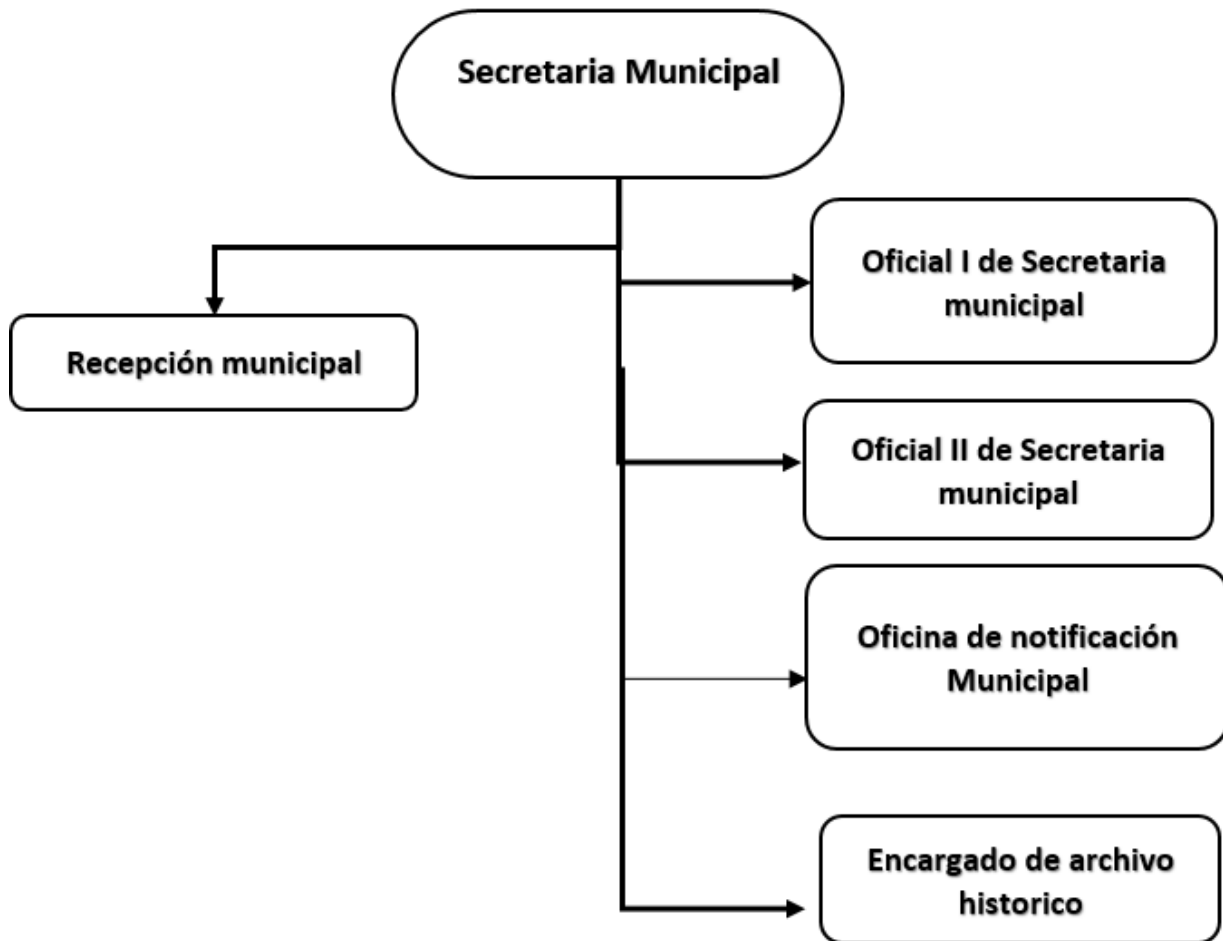 Secretaria Municipal
Oficial I de Secretaria
municipal
Recepción municipal
Oficial II de Secretaria
municipal
Oficina de notificación
Municipal
Encargado de archivo
historico